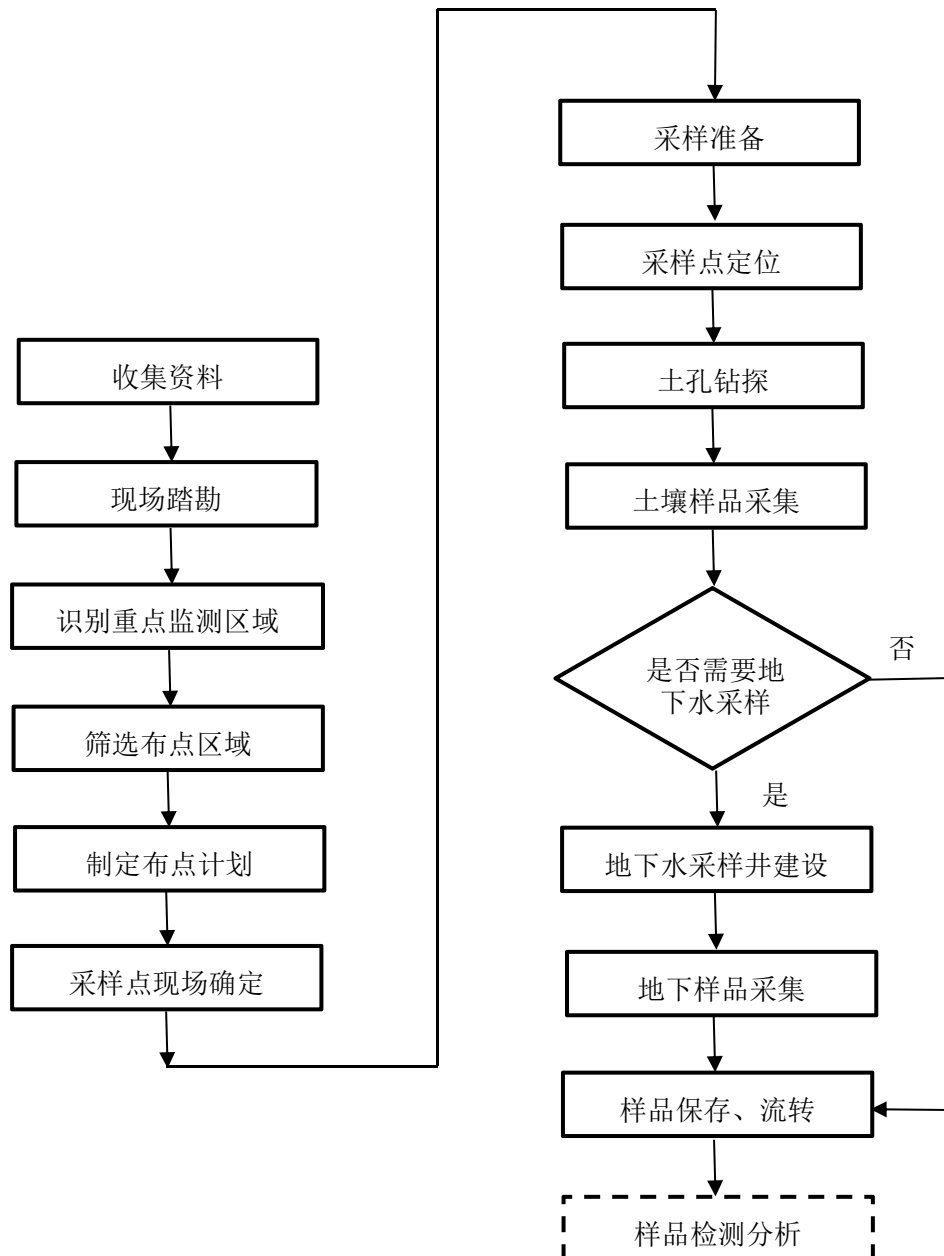 收集资料
现场踏勘
识别重点监测区域
筛选布点区域
制定布点计划
采样点现场确定
采样准备
采样点定位
土孔钻探
土壤样品采集
是否需要地
下水采样
否
是
地下水采样井建设
地下样品采集
样品保存、流转
样品检测分析